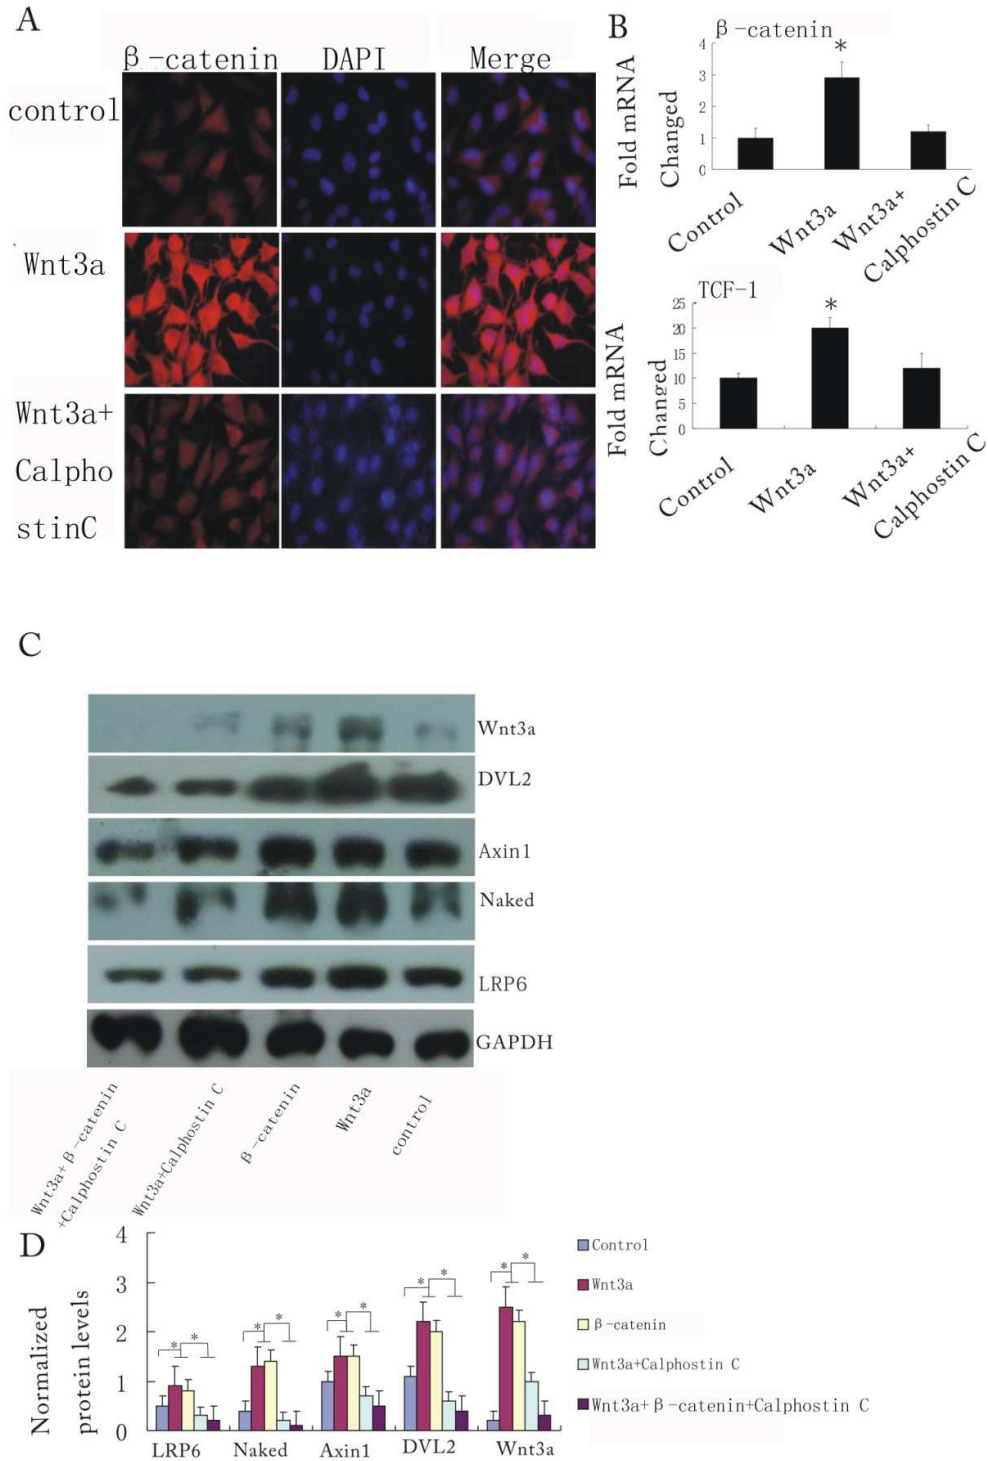 A
β-catenin DAPI Merge
control
Wnt3a
Wnt3a+
Calpho
stinC
B
β-catenin
Fold mRNA
Changed
4
3
2
1
0
*
Control
Wnt3a
Wnt3a+
Calphostin C
TCF-1
Fold mRNA
Changed
25
20
15
10
5
0
*
Control
Wnt3a
Wnt3a+
Calphostin C
C
Wnt3a
DVL2
Axin1
Naked
LRP6
GAPDH
Wnt3a+β-catenin
+Calphostin C
Wnt3a+Calphostin C
β-catenin
Wnt3a
control
D
Normalized
protein levels
4
3
2
1
0
* *
* *
* *
* *
* *
LRP6 Naked Axin1 DVL2 Wnt3a
Control
Wnt3a
β-catenin
Wnt3a+Calphostin C
Wnt3a+β-catenin+Calphostin C